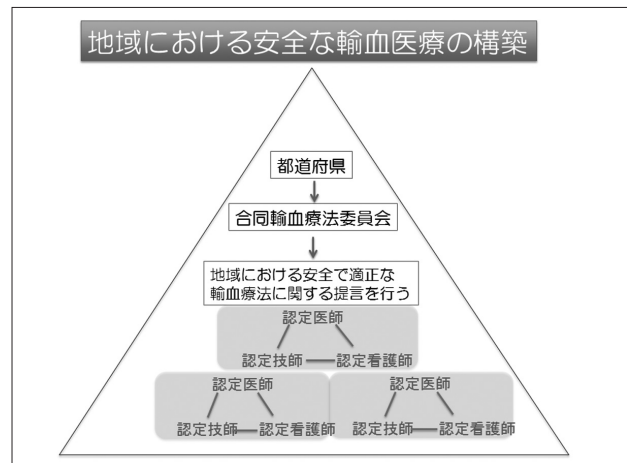 地域における安全な輸血医療の構築
都道府県
合同輸血療法委員会
地域における安全で適正な
輸血療法に関する提言を行う
認定医師
認定技師
認定看護師
認定医師
認定技師
認定看護師
認定医師
認定技師
認定看護師